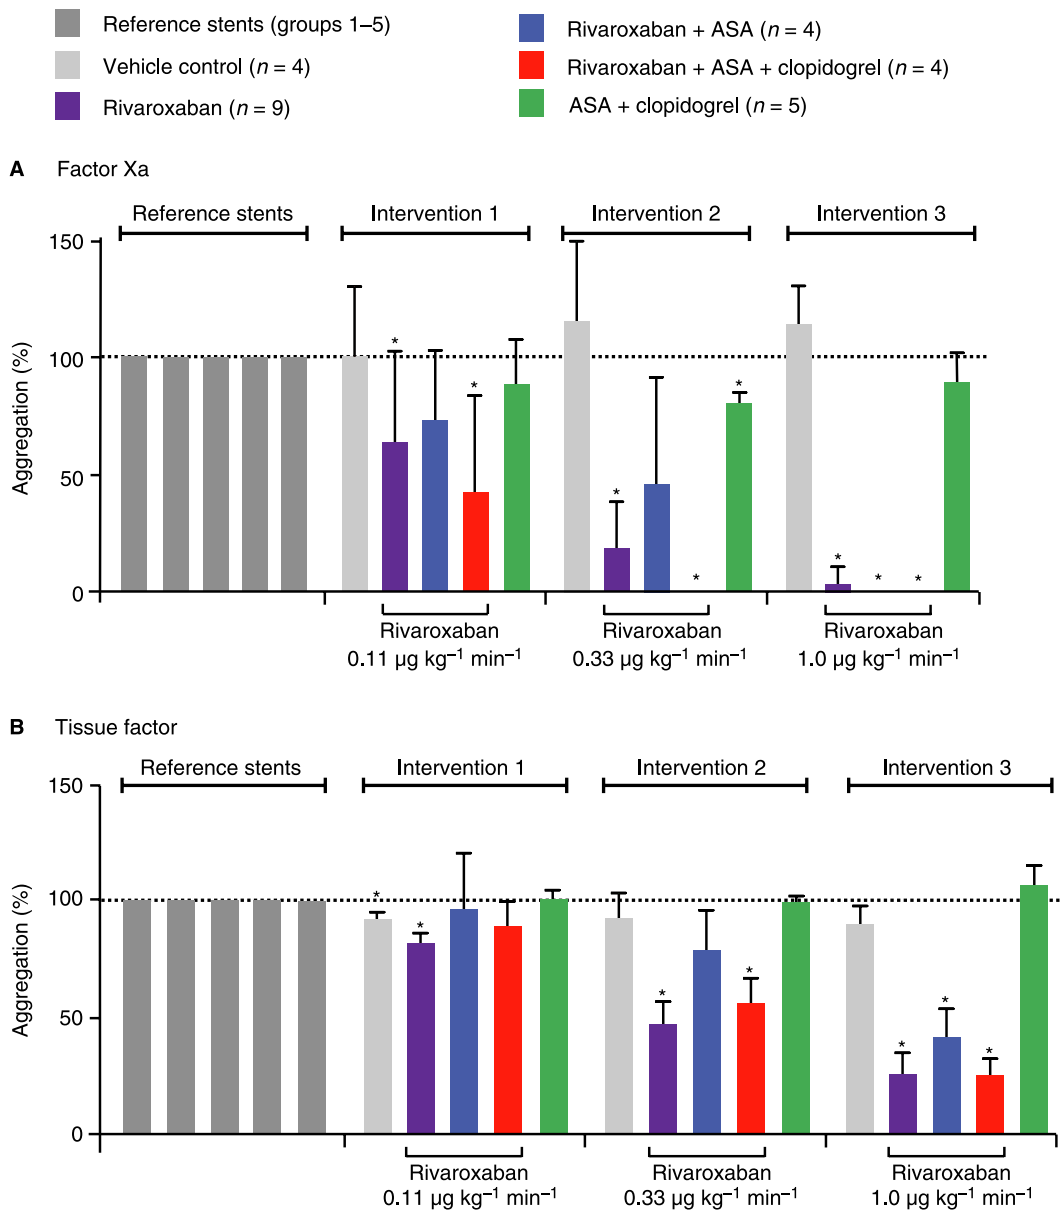 Reference stents (groups 1–5)
Vehicle control (n = 4)
Rivaroxaban (n = 9)
Rivaroxaban + ASA (n = 4)
Rivaroxaban + ASA + clopidogrel (n = 4)
ASA + clopidogrel (n = 5)
A Factor Xa
Reference stents Intervention 1 Intervention 2 Intervention 3
Aggregation (%)
150
100
50
0
* * * * * * * *
Rivaroxaban Rivaroxaban Rivaroxaban
0.11 µg kg⁻¹ min⁻¹ 0.33 µg kg⁻¹ min⁻¹ 1.0 µg kg⁻¹ min⁻¹
B Tissue factor
Reference stents Intervention 1 Intervention 2 Intervention 3
Aggregation (%)
150
100
50
0
* * * * * * *
Rivaroxaban Rivaroxaban Rivaroxaban
0.11 µg kg⁻¹ min⁻¹ 0.33 µg kg⁻¹ min⁻¹ 1.0 µg kg⁻¹ min⁻¹